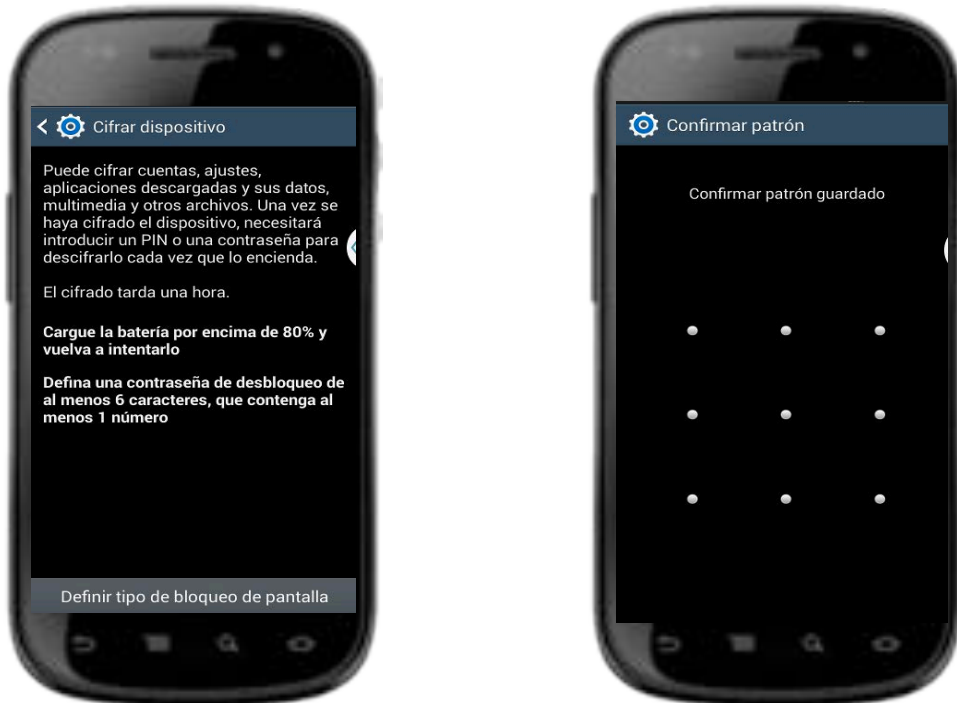 Cifrar dispositivo
Puede cifrar cuentas, ajustes,
aplicaciones descargadas y sus datos,
multimedia y otros archivos. Una vez se
haya cifrado el dispositivo, necesitará
introducir un PIN o una contraseña para
descifrarlo cada vez que lo encienda.
El cifrado tarda una hora.
Cargue la batería por encima de 80% y
vuelva a intentarlo
Defina una contraseña de desbloqueo de
al menos 6 caracteres, que contenga al
menos 1 número
Definir tipo de bloqueo de pantalla
Confirmar patrón
Confirmar patrón guardado